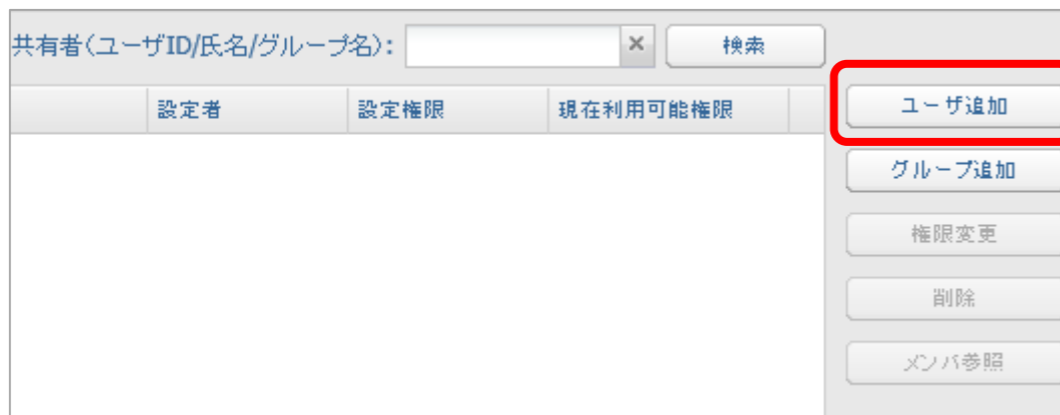 共有者(ユーザID/氏名/グループ名): × 検索
設定者 設定権限 現在利用可能権限
ユーザ追加
グループ追加
権限変更
削除
メンバ参照